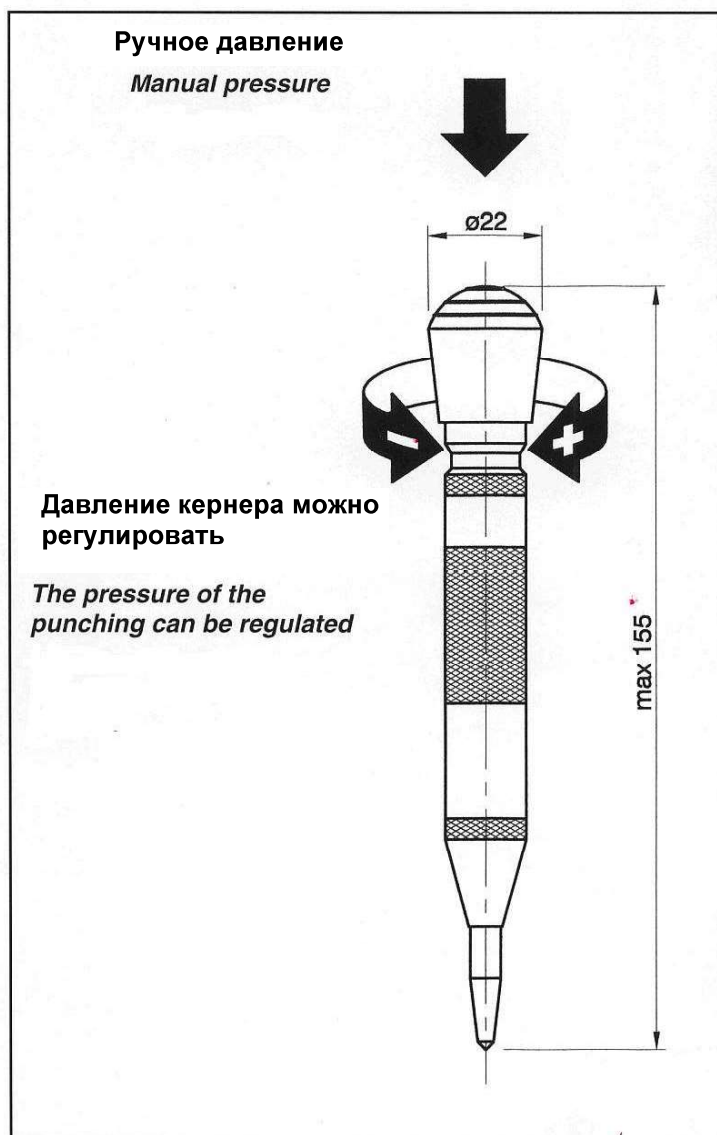 Ручное давление
Manual pressure
ø22
−
+
Давление кернера можно
регулировать
The pressure of the
punching can be regulated
max 155